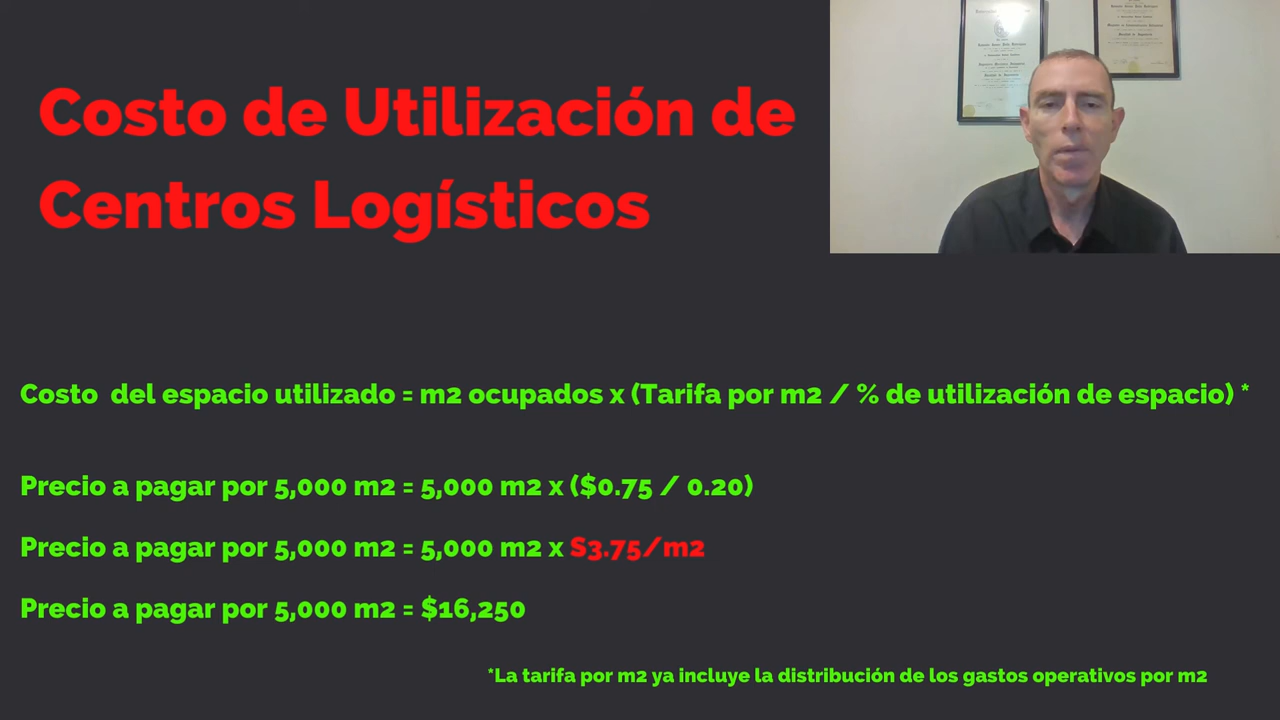 Costo de Utilización de
Centros Logísticos
Costo del espacio utilizado = m2 ocupados x (Tarifa por m2 / % de utilización de espacio) *
Precio a pagar por 5,000 m2 = 5,000 m2 x ($0.75 / 0.20)
Precio a pagar por 5,000 m2 = 5,000 m2 x S3.75/m2
Precio a pagar por 5,000 m2 = $16,250
*La tarifa por m2 ya incluye la distribución de los gastos operativos por m2